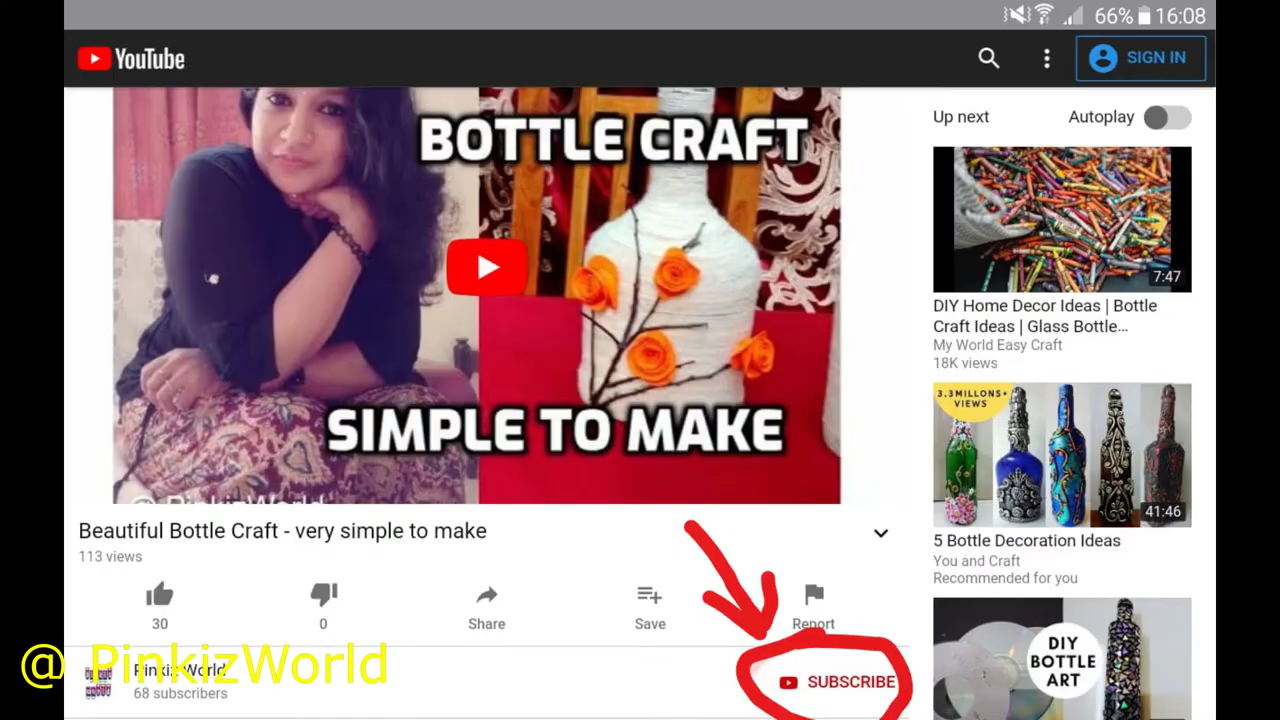 66% 16:08
YouTube
SIGN IN
BOTTLE CRAFT
SIMPLE TO MAKE
@ PinkizWorld
Beautiful Bottle Craft - very simple to make
113 views
30
0
Share
Save
Report
Pinkiz World
68 subscribers
SUBSCRIBE
@ PinkizWorld
Up next
Autoplay
7:47
DIY Home Decor Ideas | Bottle
Craft Ideas | Glass Bottle...
My World Easy Craft
18K views
3.3MILLONS+
VIEWS
41:46
5 Bottle Decoration Ideas
You and Craft
Recommended for you
DIY
BOTTLE
ART